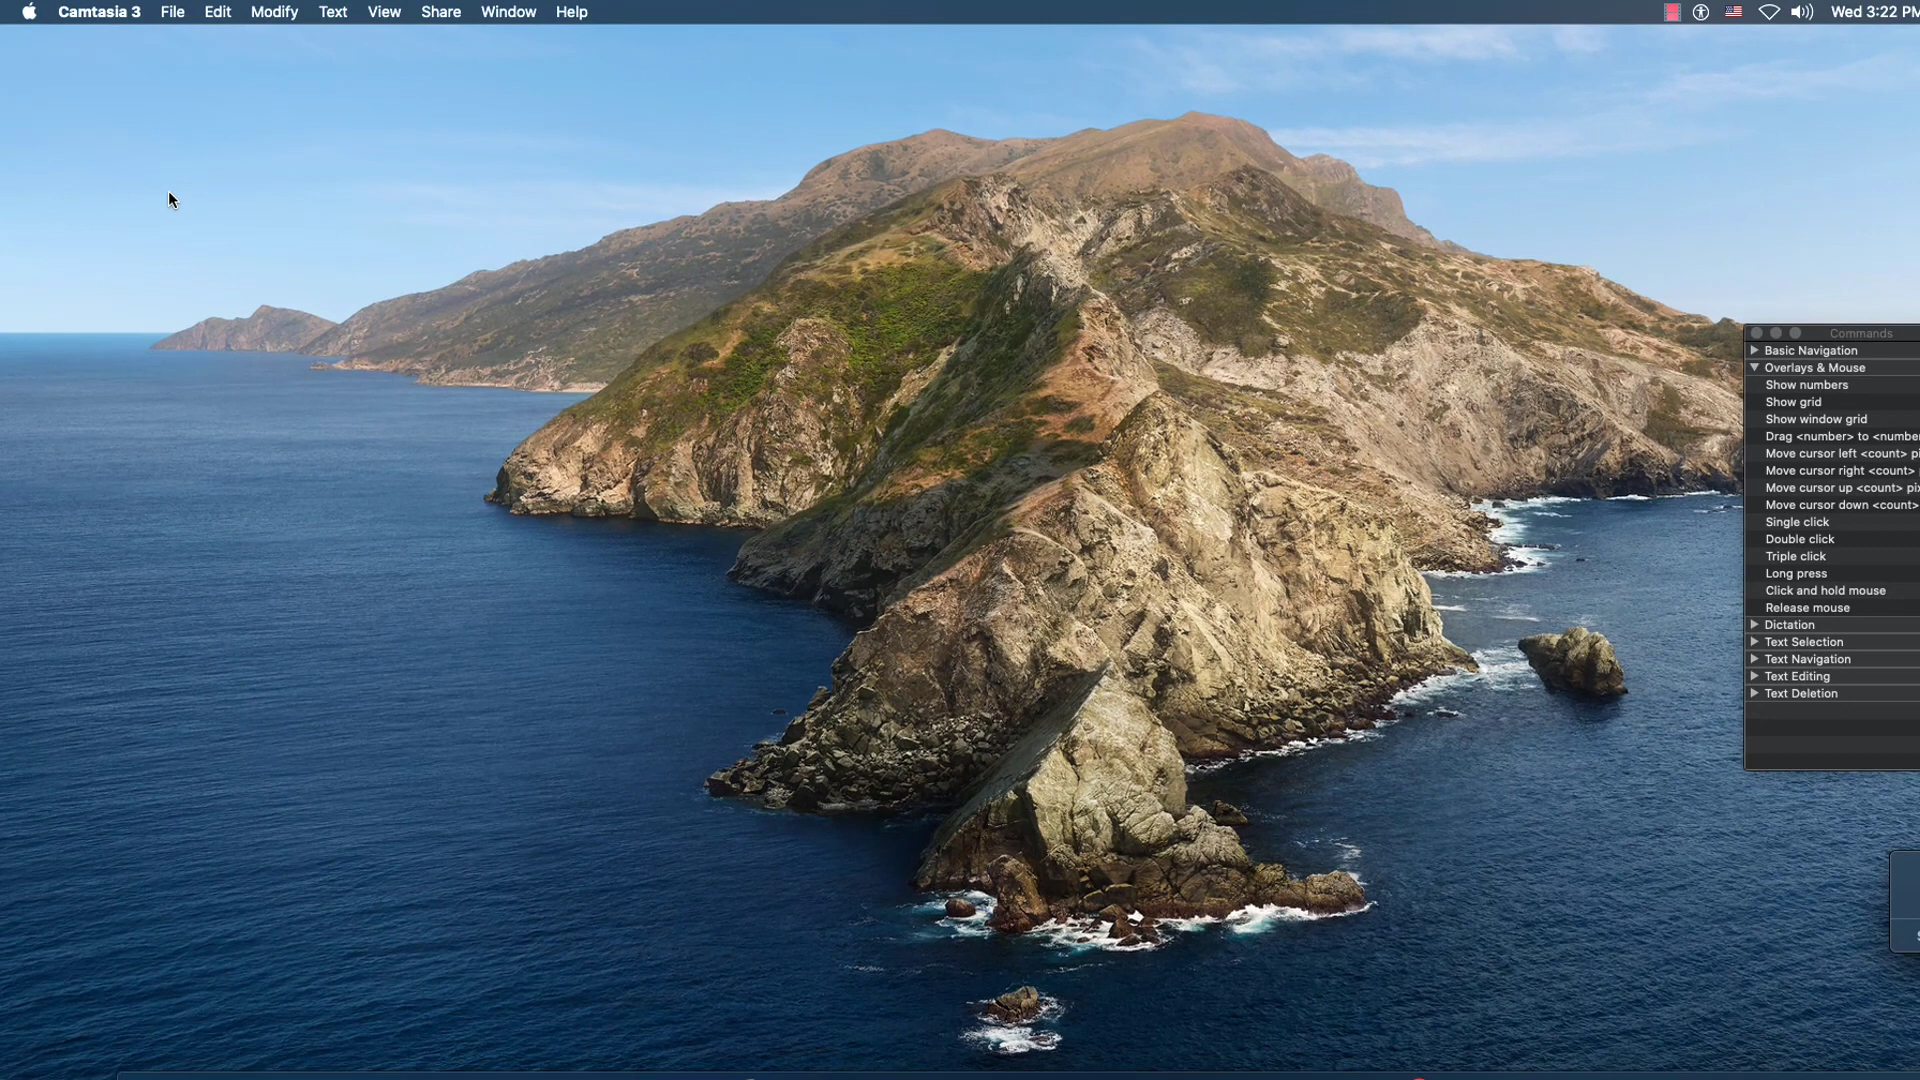 Camtasia 3 File Edit Modify Text View Share Window Help Wed 3:22 PM
Commands
Basic Navigation
Overlays & Mouse
Show numbers
Show grid
Show window grid
Drag <number> to <numbe
Move cursor left <count> pi
Move cursor right <count>
Move cursor up <count> pix
Move cursor down <count>
Single click
Double click
Triple click
Long press
Click and hold mouse
Release mouse
Dictation
Text Selection
Text Navigation
Text Editing
Text Deletion